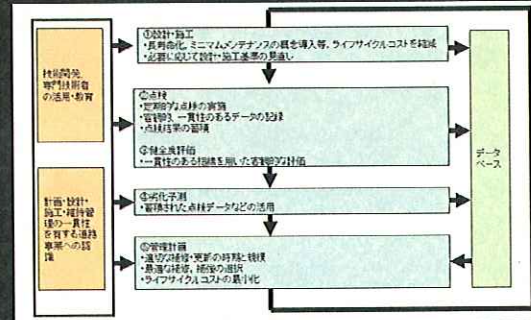 ①設計・施工
・長寿命化、ミニマムメンテナンスの概念導入等、ライフサイクルコストを縮減
・必要に応じて設計・施工基準の見直し
技術開発、
専門技術者
の活用・教育
②点検
・定期的な点検の実施
・客観的、一貫性のあるデータの記録
・点検結果の蓄積
③健全度評価
・一貫性のある指標を用いた客観的な評価
データ
ベース
計画・設計・
施工・維持管
理の一貫性
を有する道路
事業への認
識
④劣化予測
・蓄積された点検データなどの活用
⑤管理計画
・適切な補修・更新の時期と規模
・最適な補修、補強の選択
・ライフサイクルコストの最小化